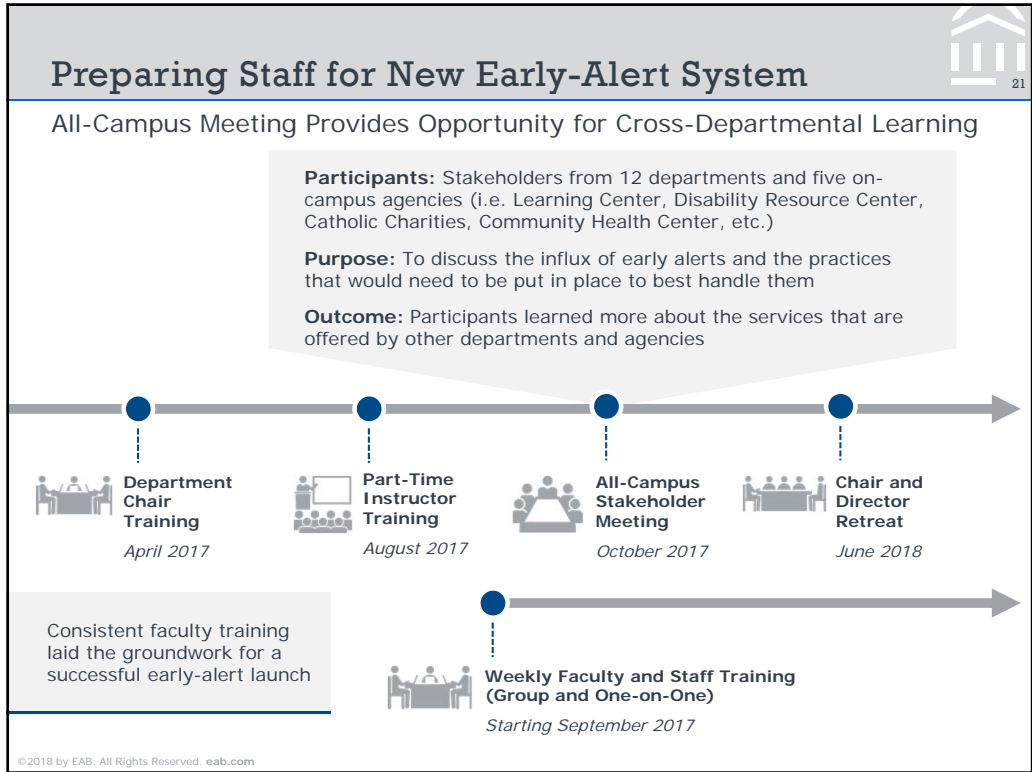 Preparing Staff for New Early-Alert System
21
All-Campus Meeting Provides Opportunity for Cross-Departmental Learning
Participants: Stakeholders from 12 departments and five on-
campus agencies (i.e. Learning Center, Disability Resource Center,
Catholic Charities, Community Health Center, etc.)
Purpose: To discuss the influx of early alerts and the practices
that would need to be put in place to best handle them
Outcome: Participants learned more about the services that are
offered by other departments and agencies
Department
Chair
Training
April 2017
Part-Time
Instructor
Training
August 2017
All-Campus
Stakeholder
Meeting
October 2017
Chair and
Director
Retreat
June 2018
Consistent faculty training
laid the groundwork for a
successful early-alert launch
Weekly Faculty and Staff Training
(Group and One-on-One)
Starting September 2017
©2018 by EAB. All Rights Reserved. eab.com